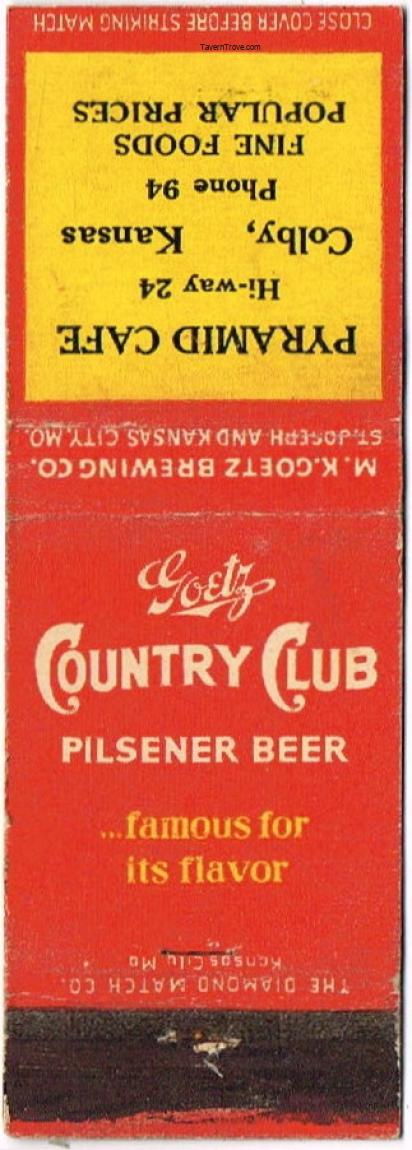 CLOSE COVER BEFORE STRIKING MATCH
TavernTrove.com
PYRAMID CAFE
Hi-way 24
Colby, Kansas
Phone 94
FINE FOODS
POPULAR PRICES
M.K.GOETZ BREWING CO.
ST. JOSEPH AND KANSAS CITY, MO.
Goetz
COUNTRY CLUB
PILSENER BEER
...famous for
its flavor
THE DIAMOND MATCH CO.
Kansas City Mo